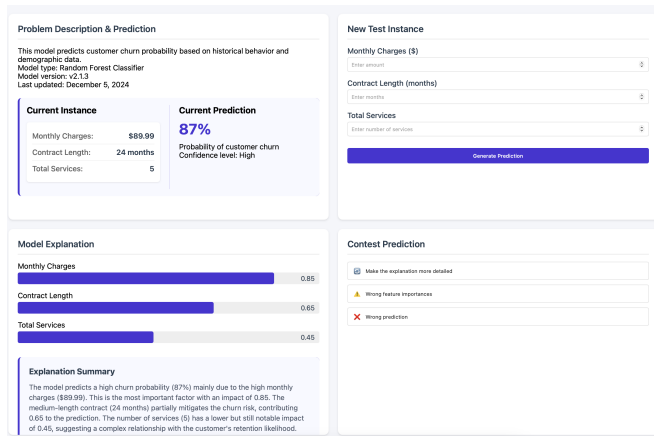 Problem Description & Prediction
This model predicts customer churn probability based on historical behavior and
demographic data.
Model type: Random Forest Classifier
Model version: v2.1.3
Last updated: December 5, 2024
Current Instance
Monthly Charges: $89.99
Contract Length: 24 months
Total Services: 5
Current Prediction
87%
Probability of customer churn
Confidence level: High
New Test Instance
Monthly Charges ($)
Enter amount
Contract Length (months)
Enter months
Total Services
Enter number of services
Generate Prediction
Model Explanation
Monthly Charges
0.85
Contract Length
0.65
Total Services
0.45
Explanation Summary
The model predicts a high churn probability (87%) mainly due to the high monthly
charges ($89.99). This is the most important factor with an impact of 0.85. The
medium-length contract (24 months) partially mitigates the churn risk, contributing
0.65 to the prediction. The number of services (5) has a lower but still notable impact
of 0.45, suggesting a complex relationship with the customer's retention likelihood.
Contest Prediction
Make the explanation more detailed
Wrong feature importances
Wrong prediction